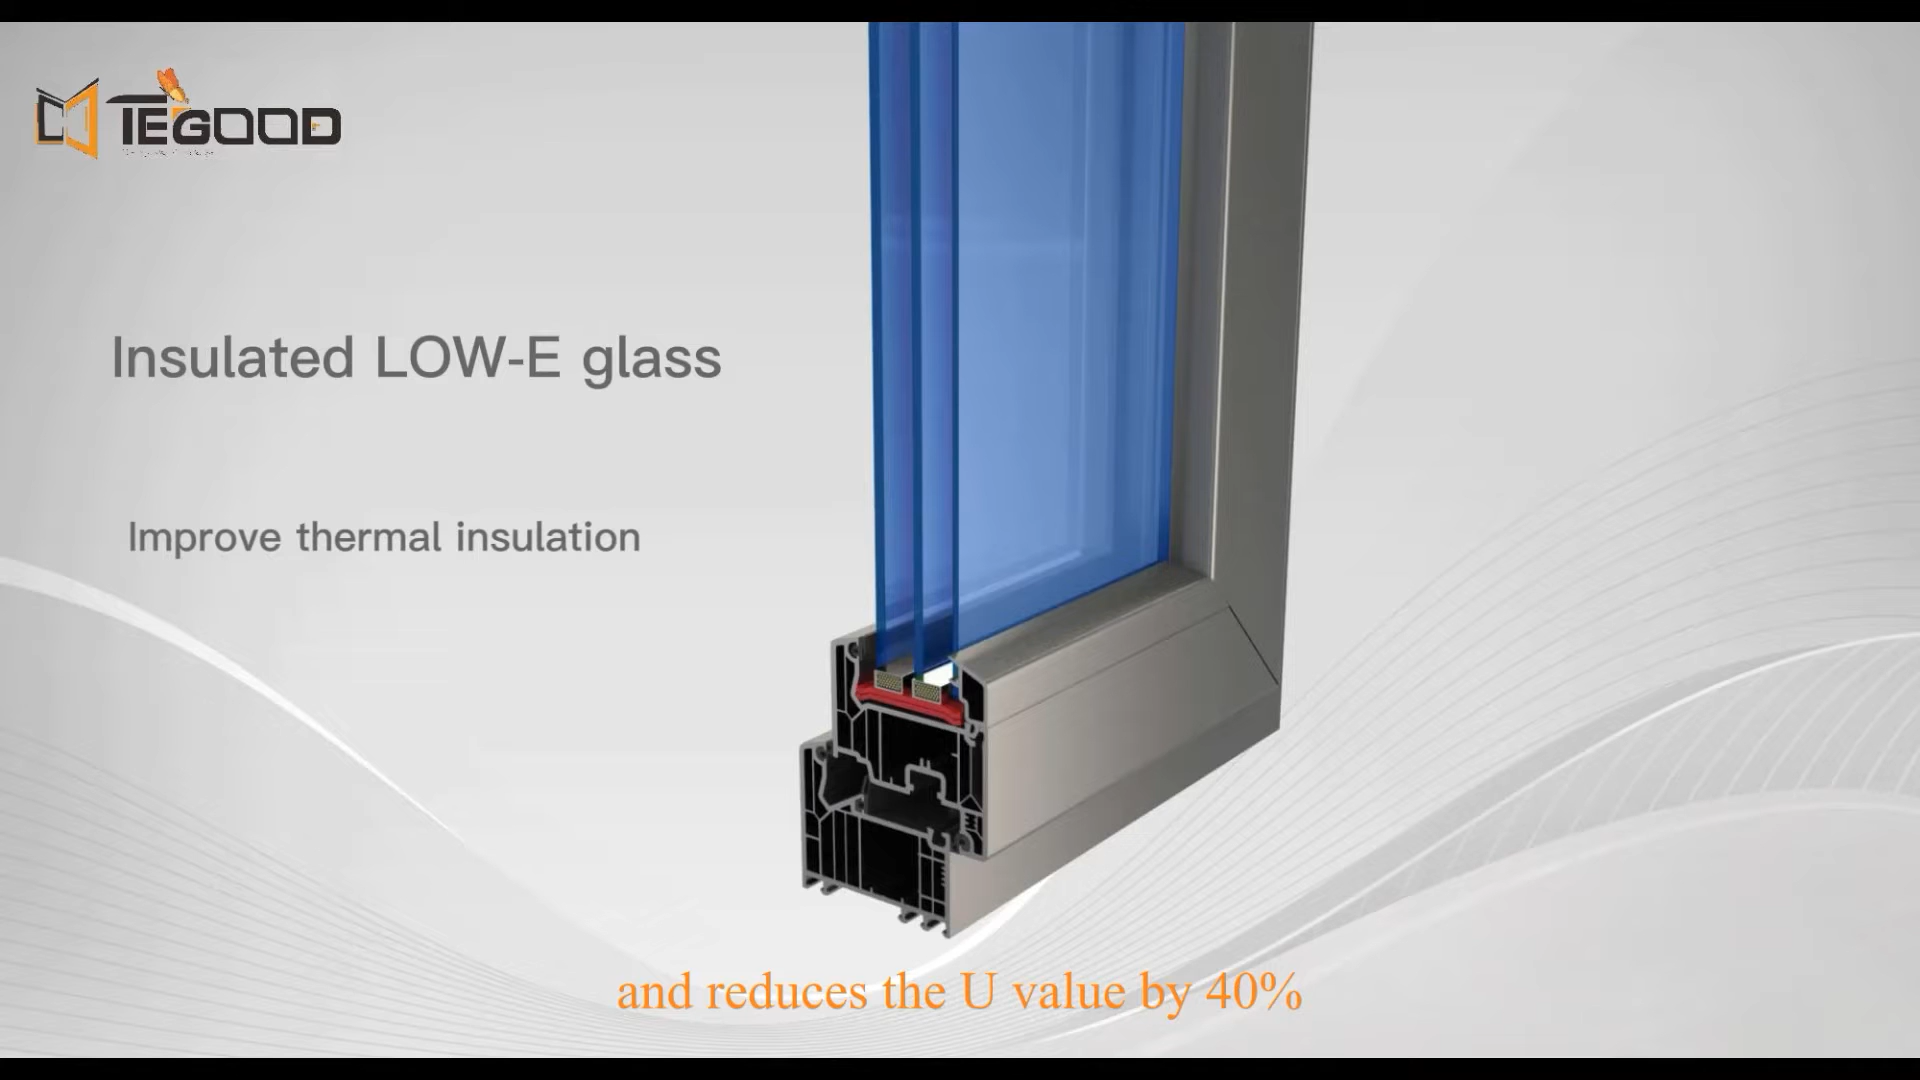 TEGOOD
Insulated LOW-E glass
Improve thermal insulation
and reduces the U value by 40%